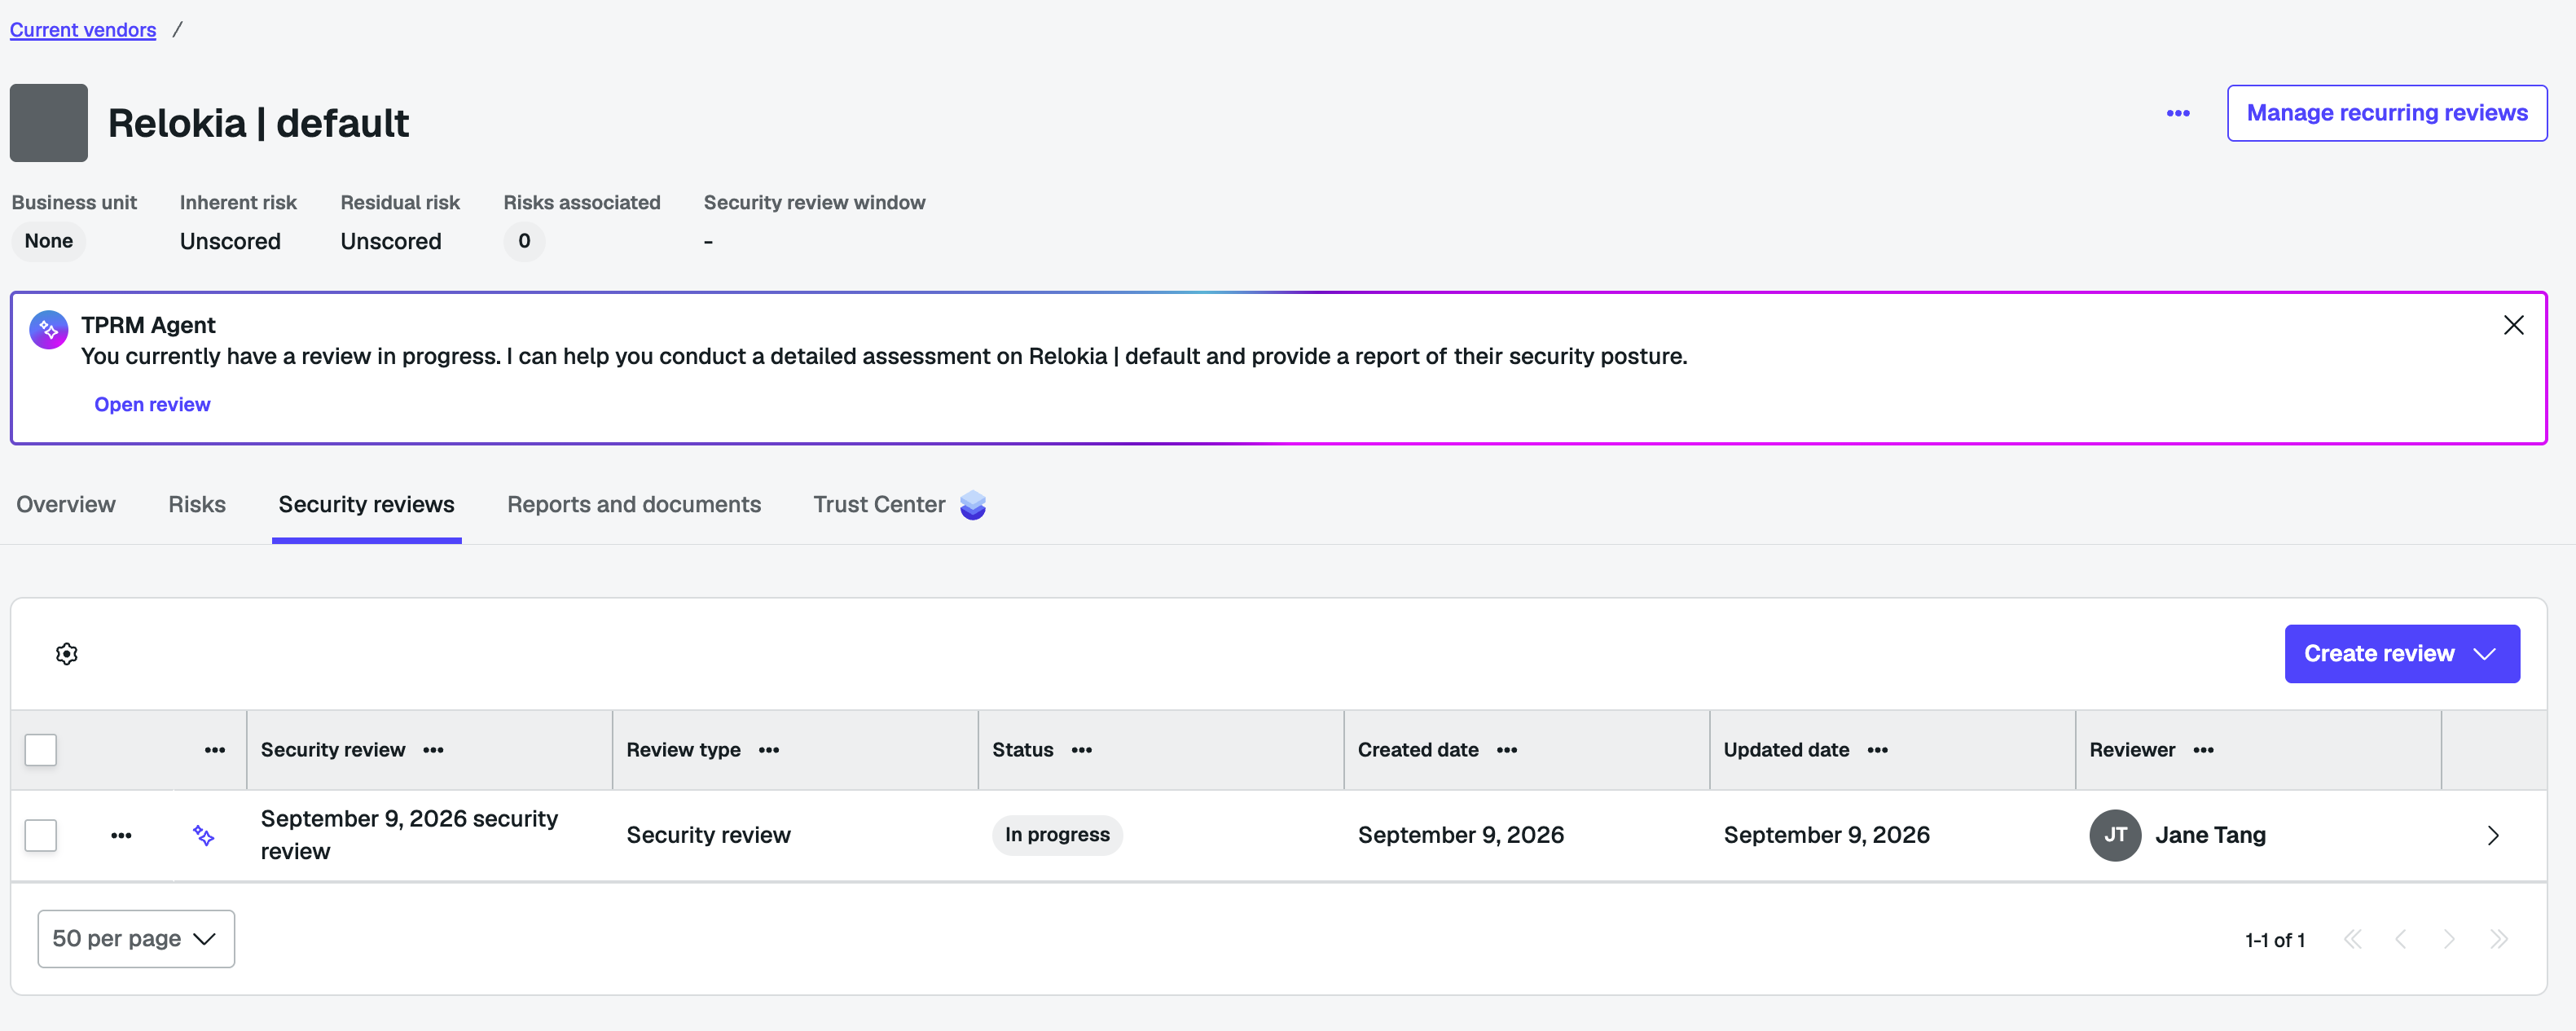 Current vendors /
Relokia | default
Manage recurring reviews
Business unit Inherent risk Residual risk Risks associated Security review window
None Unscored Unscored 0 -
TPRM Agent
You currently have a review in progress. I can help you conduct a detailed assessment on Relokia | default and provide a report of their security posture.
Open review
Overview Risks Security reviews Reports and documents Trust Center
Create review
Security review Review type Status Created date Updated date Reviewer
September 9, 2026 security
review
Security review In progress September 9, 2026 September 9, 2026 JT Jane Tang
50 per page
1-1 of 1